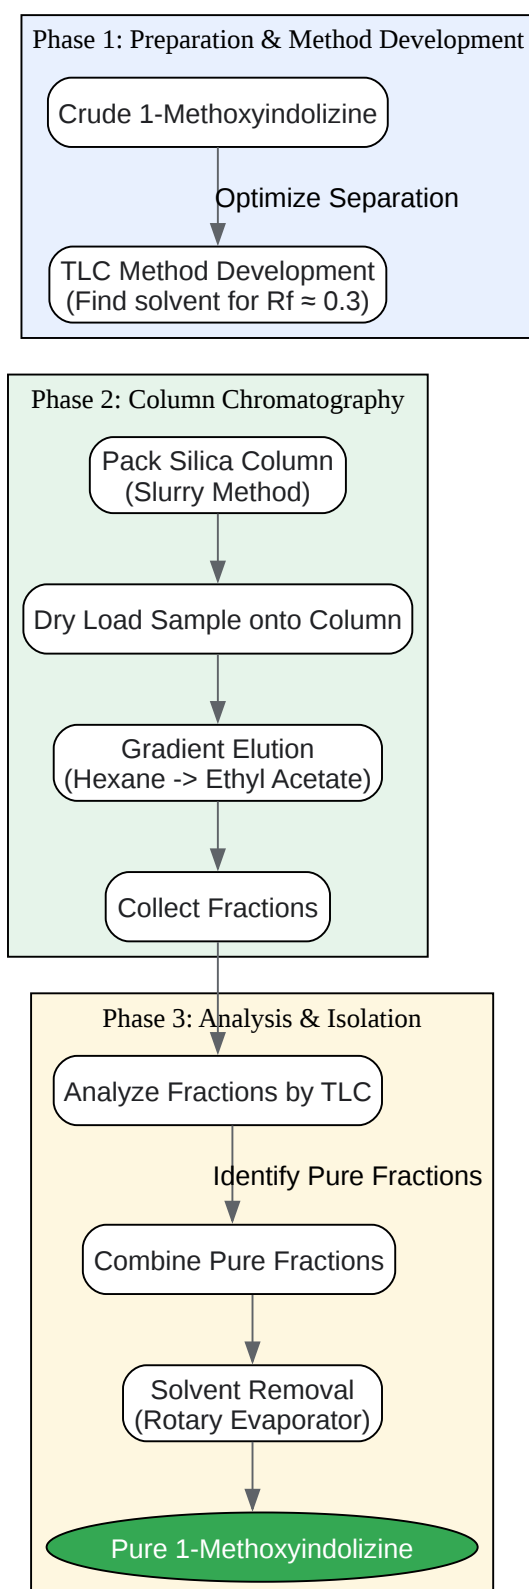 Phase 1: Preparation & Method Development
Crude 1-Methoxyindolizine
Optimize Separation
TLC Method Development
(Find solvent for Rf ≈ 0.3)
Phase 2: Column Chromatography
Pack Silica Column
(Slurry Method)
Dry Load Sample onto Column
Gradient Elution
(Hexane -> Ethyl Acetate)
Collect Fractions
Phase 3: Analysis & Isolation
Analyze Fractions by TLC
Identify Pure Fractions
Combine Pure Fractions
Solvent Removal
(Rotary Evaporator)
Pure 1-Methoxyindolizine